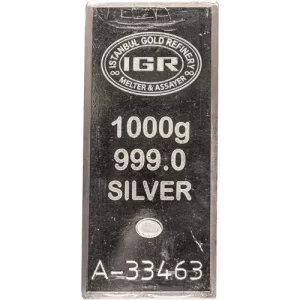 ISTANBUL GOLD REFINERY
IGR
MELTER & ASSAYER
1000g
999.0
SILVER
A-33463